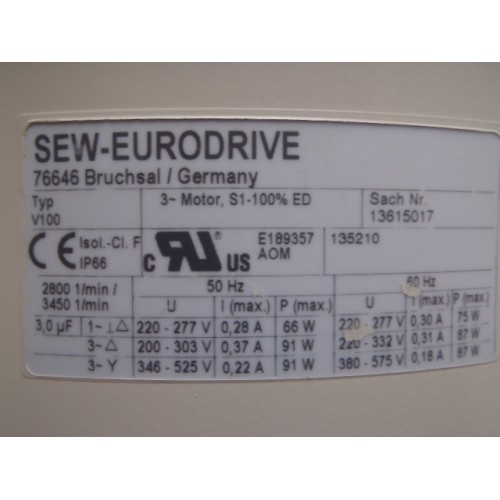 SEW-EURODRIVE
76646 Bruchsal / Germany
Typ 3~ Motor, S1-100% ED Sach Nr.
V100 13615017
CE Isol.-Cl. F E189357 135210
IP66 C RU US AOM
2800 1/min / 50 Hz 60 Hz
3450 1/min U I (max.) P (max.) U I (max.) P (max.)
3,0 µF 1~ ⊥△ 220 - 277 V 0,28 A 66 W 220 - 277 V 0,30 A 75 W
3~ △ 200 - 303 V 0,37 A 91 W 220 - 332 V 0,31 A 87 W
3~ Y 346 - 525 V 0,22 A 91 W 380 - 575 V 0,18 A 87 W